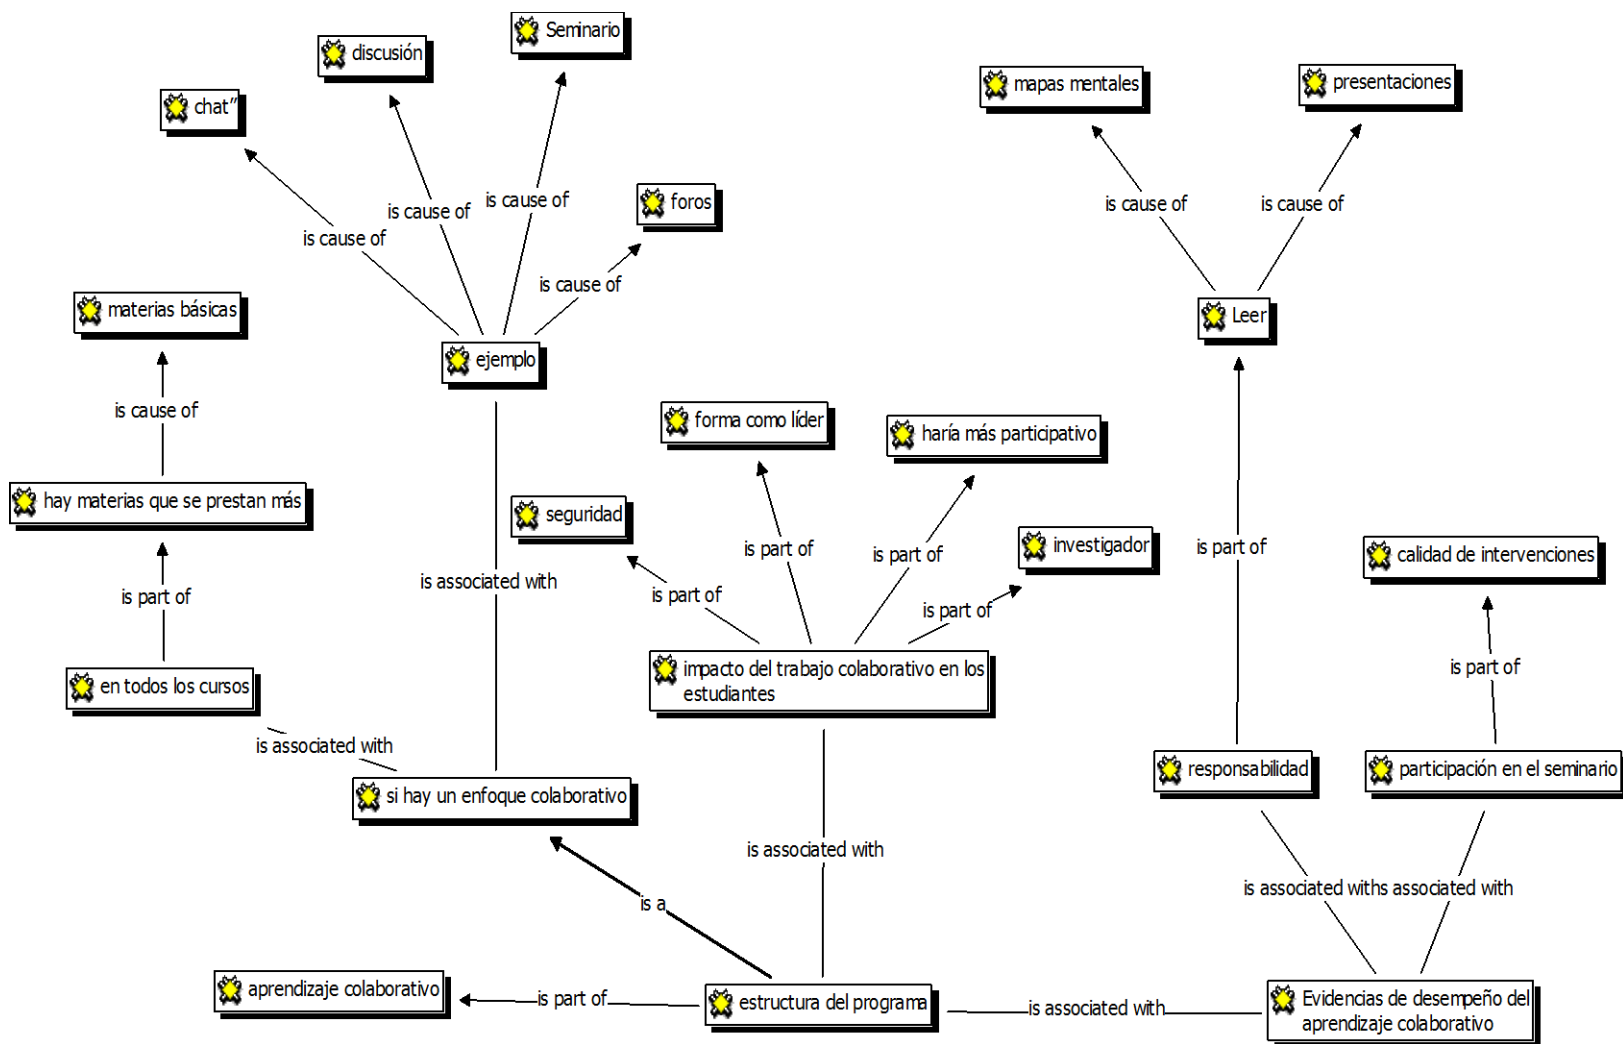 Seminario
discusión
chat”
mapas mentales
presentaciones
is cause of
is cause of
is cause of
foros
is cause of
is cause of
is cause of
materias básicas
Leer
ejemplo
is cause of
forma como líder
haría más participativo
hay materias que se prestan más
seguridad
is part of
is part of
is part of
investigador
calidad de intervenciones
is associated with
is part of
is part of
is part of
is part of
impacto del trabajo colaborativo en los
estudiantes
en todos los cursos
is associated with
responsabilidad
participación en el seminario
si hay un enfoque colaborativo
is associated with
is associated withs associated with
is a
aprendizaje colaborativo
is part of
estructura del programa
is associated with
Evidencias de desempeño del
aprendizaje colaborativo